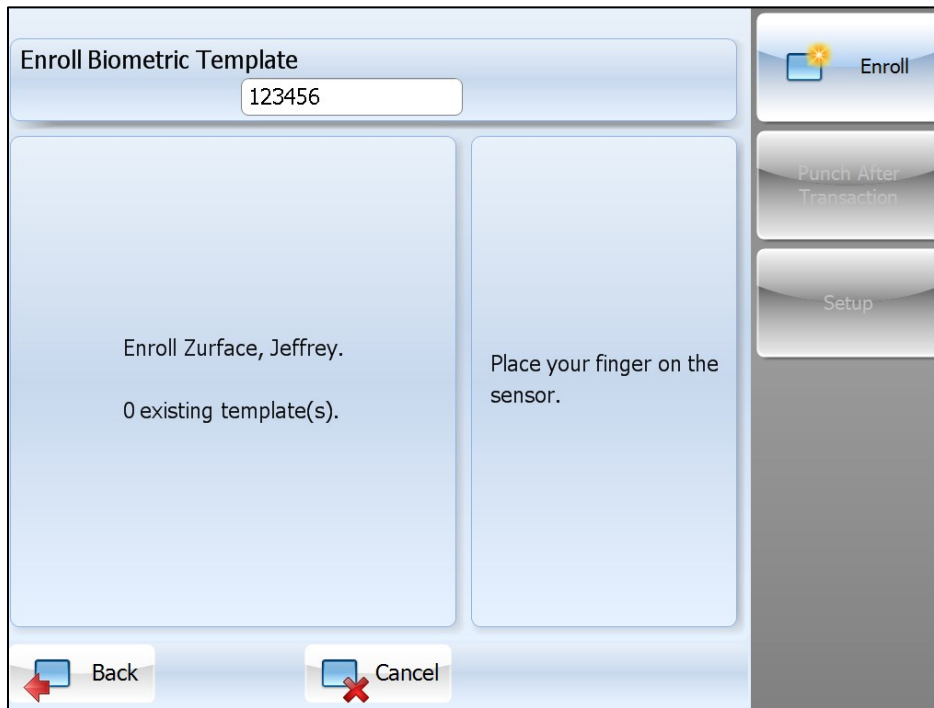 Enroll Biometric Template
123456
Enroll Zurface, Jeffrey.
0 existing template(s).
Place your finger on the
sensor.
Back
Cancel
Enroll
Punch After
Transaction
Setup